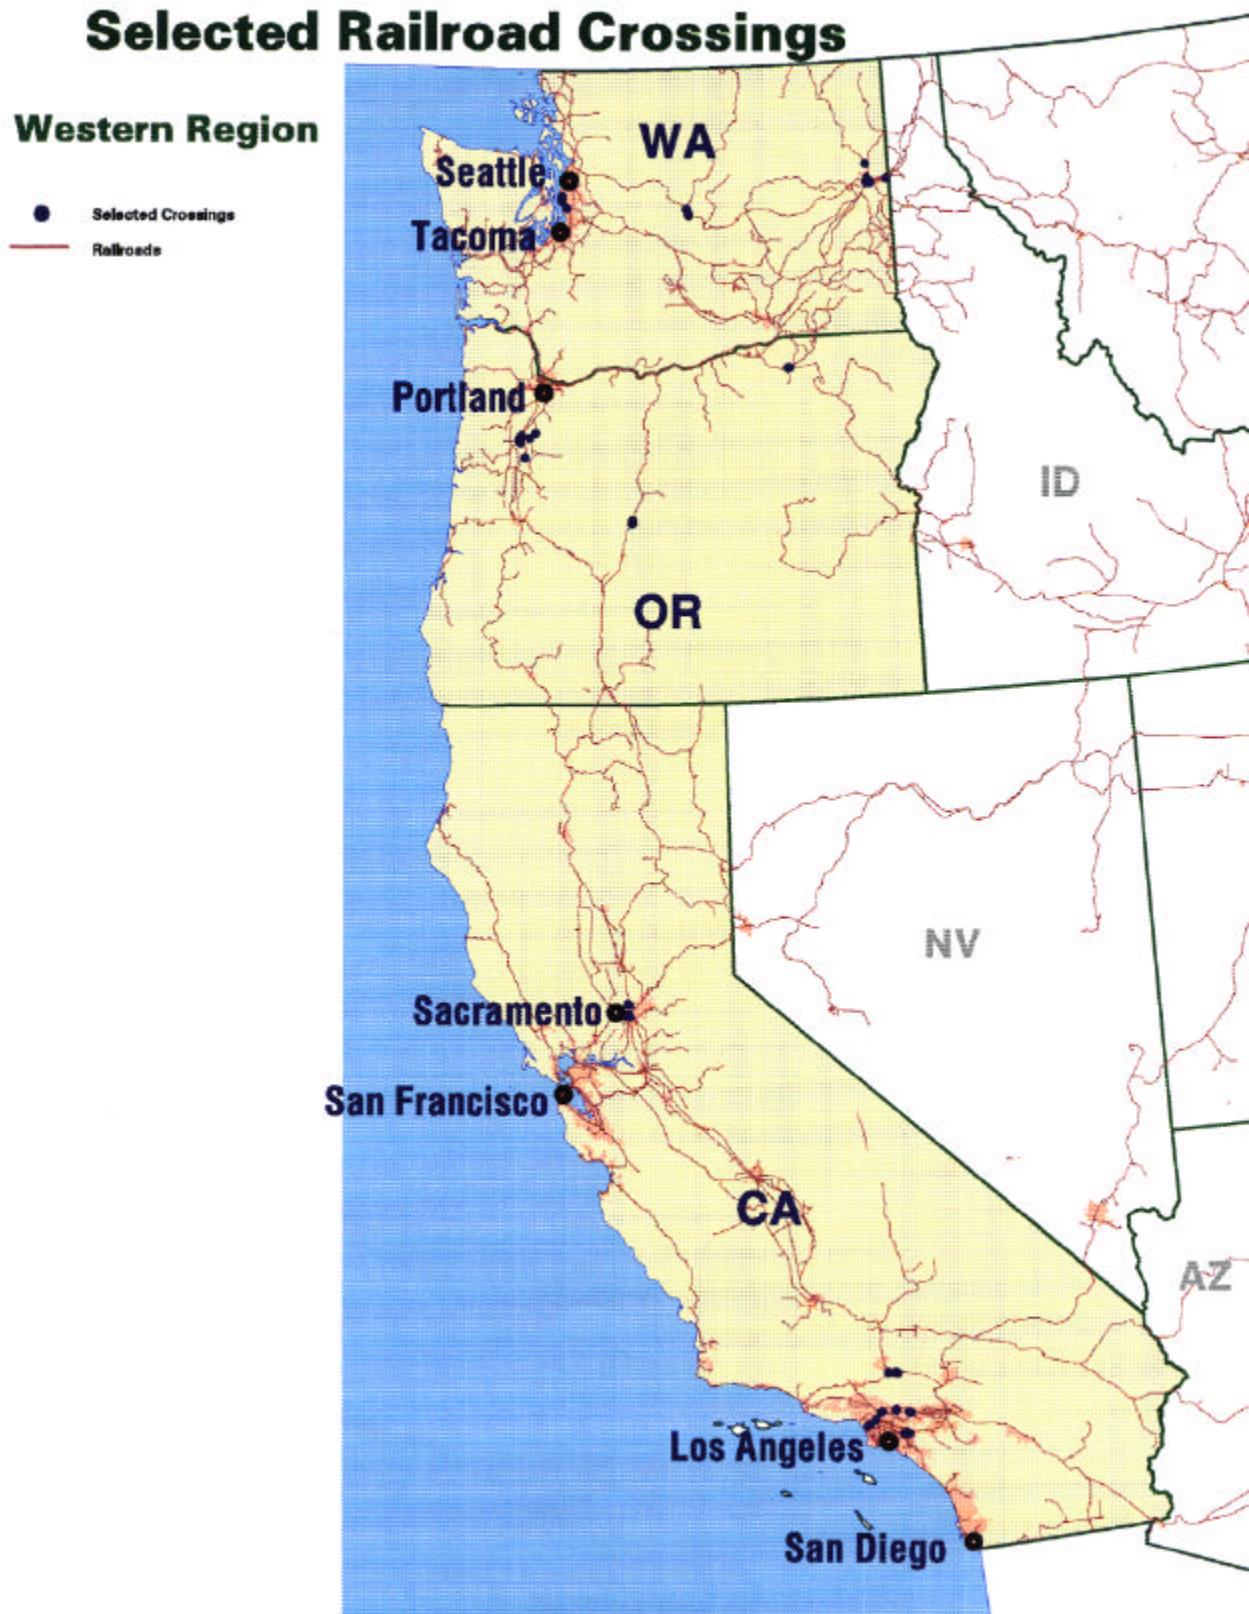 Selected Railroad Crossings
Western Region
Selected Crossings
Railroads
WA
Seattle
Tacoma
Portland
ID
OR
NV
Sacramento
San Francisco
CA
AZ
Los Angeles
San Diego